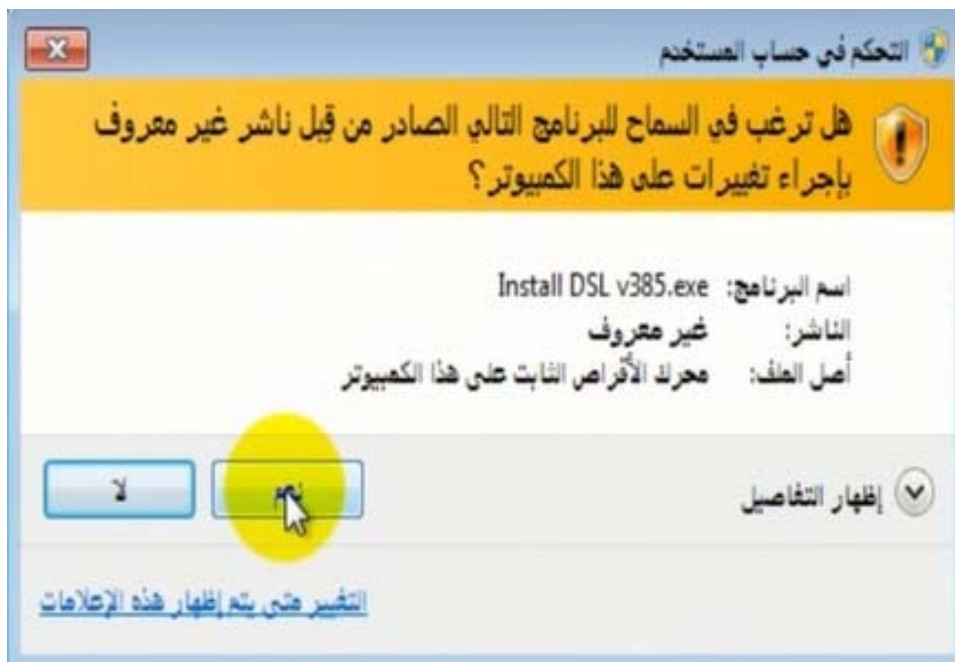 التحكم في حساب المستخدم
هل ترغب في السماح للبرنامج التالي الصادر من قِبل ناشر غير معروف
بإجراء تغييرات على هذا الكمبيوتر؟
اسم البرنامج: Install DSL v385.exe
الناشر: غير معروف
أصل الملف: محرك الأقراص الثابت على هذا الكمبيوتر
إظهار التفاصيل
نعم
لا
التغيير متى يتم إظهار هذه الإعلامات